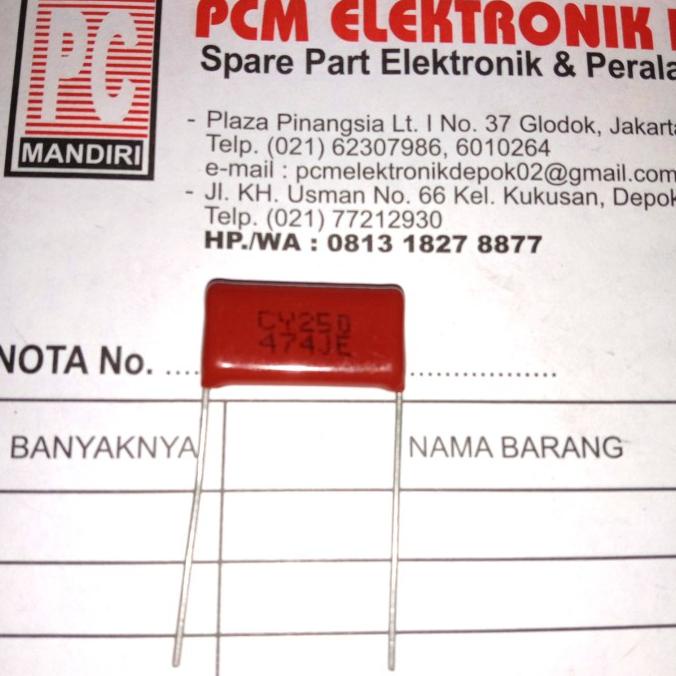 PC
MANDIRI
PCM ELEKTRONIK
Spare Part Elektronik & Perala
- Plaza Pinangsia Lt. I No. 37 Glodok, Jakarta
Telp. (021) 62307986, 6010264
e-mail : pcmelektronikdepok02@gmail.com
- Jl. KH. Usman No. 66 Kel. Kukusan, Depok
Telp. (021) 77212930
HP./WA : 0813 1827 8877
CY250
474JE
NOTA No. ....................
BANYAKNYA
NAMA BARANG